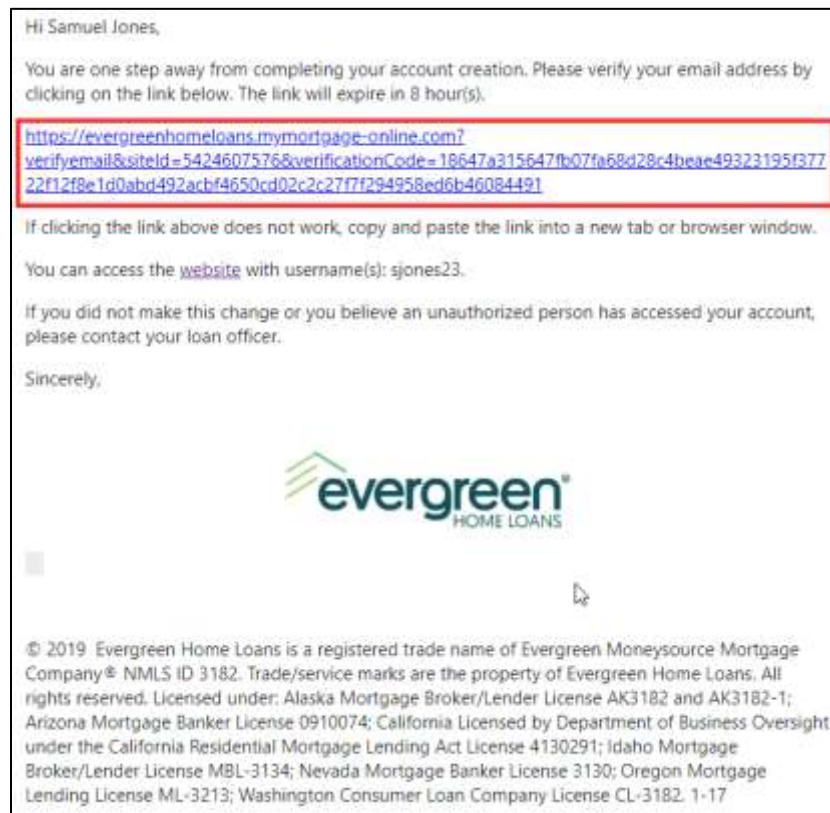 Hi Samuel Jones,
You are one step away from completing your account creation. Please verify your email address by
clicking on the link below. The link will expire in 8 hour(s).
https://evergreenhomeloans.mymortgage-online.com?
verifyemail&siteId=5424607576&verificationCode=18647a315647fb07fa68d28c4beae49323195f377
22f12f8e1d0abd492acbf4650cd02c2c27f7f294958ed6b46084491
If clicking the link above does not work, copy and paste the link into a new tab or browser window.
You can access the website with username(s): sjones23.
If you did not make this change or you believe an unauthorized person has accessed your account,
please contact your loan officer.
Sincerely,
evergreen®
HOME LOANS
© 2019 Evergreen Home Loans is a registered trade name of Evergreen Moneysource Mortgage
Company® NMLS ID 3182. Trade/service marks are the property of Evergreen Home Loans. All
rights reserved. Licensed under: Alaska Mortgage Broker/Lender License AK3182 and AK3182-1;
Arizona Mortgage Banker License 0910074; California Licensed by Department of Business Oversight
under the California Residential Mortgage Lending Act License 4130291; Idaho Mortgage
Broker/Lender License MBL-3134; Nevada Mortgage Banker License 3130; Oregon Mortgage
Lending License ML-3213; Washington Consumer Loan Company License CL-3182. 1-17